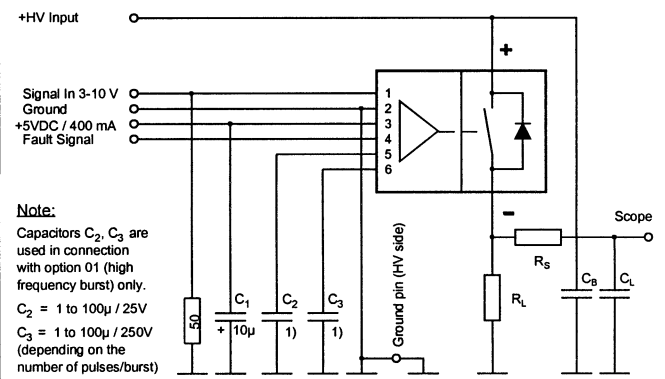 +HV Input
+
Signal In 3-10 V
Ground
+5VDC / 400 mA
Fault Signal
1
2
3
4
5
6
-
Scope
Note:
Capacitors C2, C3 are
used in connection
with option 01 (high
frequency burst) only.
C2 = 1 to 100µ / 25V
C3 = 1 to 100µ / 250V
(depending on the
number of pulses/burst)
50
C1
+ 10µ
C2
1)
C3
1)
Ground pin (HV side)
RS
RL
CB
CL